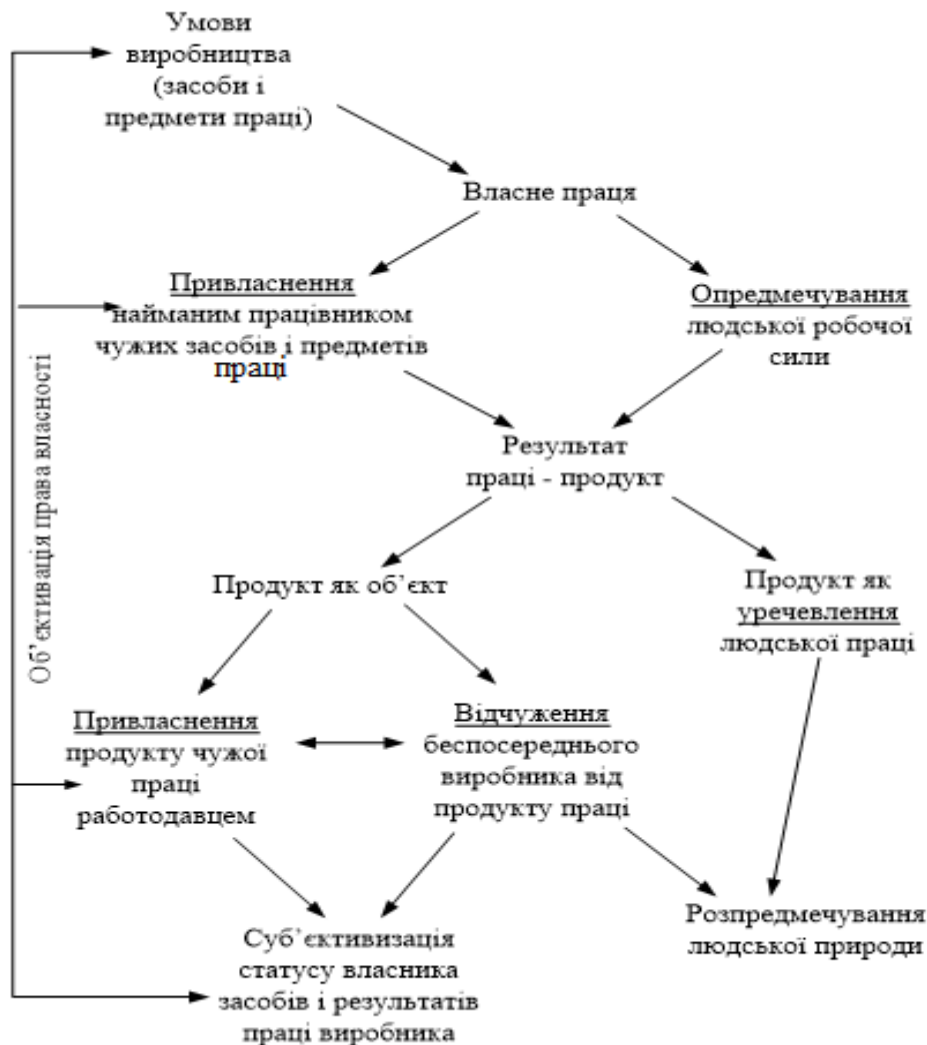 Умови
виробництва
(засоби і
предмети праці)
Власне праця
Привласнення
найманим працівником
чужих засобів і предметів
праці
Опредмечування
людської робочої
сили
Об’єктивація права власності
Результат
праці - продукт
Продукт як об’єкт
Продукт як
уречевлення
людської праці
Привласнення
продукту чужої
праці
работодавцем
Відчуження
беспосереднього
виробника від
продукту праці
Розпредмечування
людської природи
Суб’єктивизація
статусу власника
засобів і результатів
праці виробника